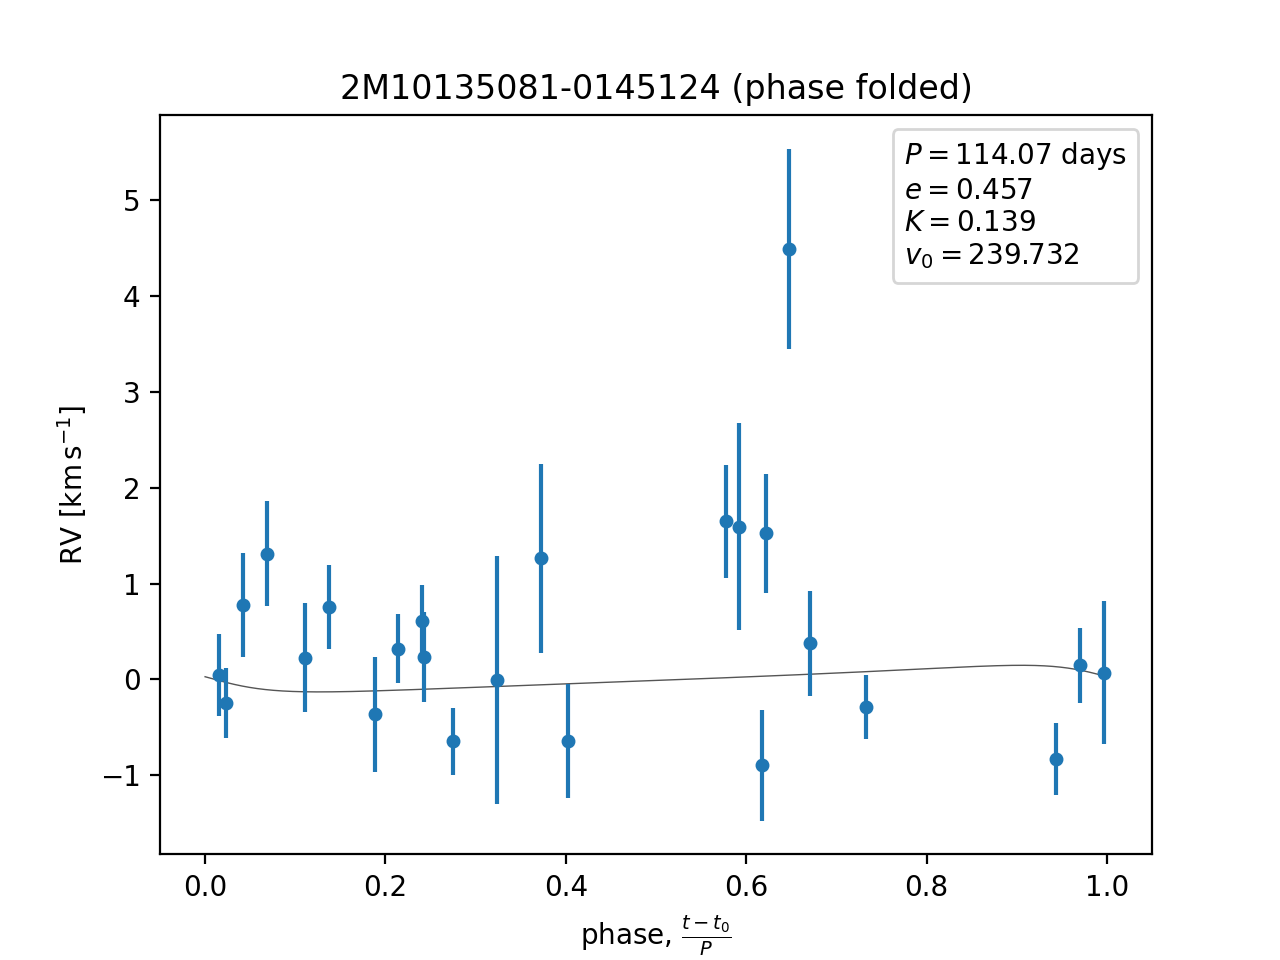 2M10135081-0145124 (phase folded)
P = 114.07 days
e = 0.457
K = 0.139
v₀ = 239.732
5
4
3
2
1
0
−1
RV [km s⁻¹]
0.0 0.2 0.4 0.6 0.8 1.0
phase, (t − t₀)/P